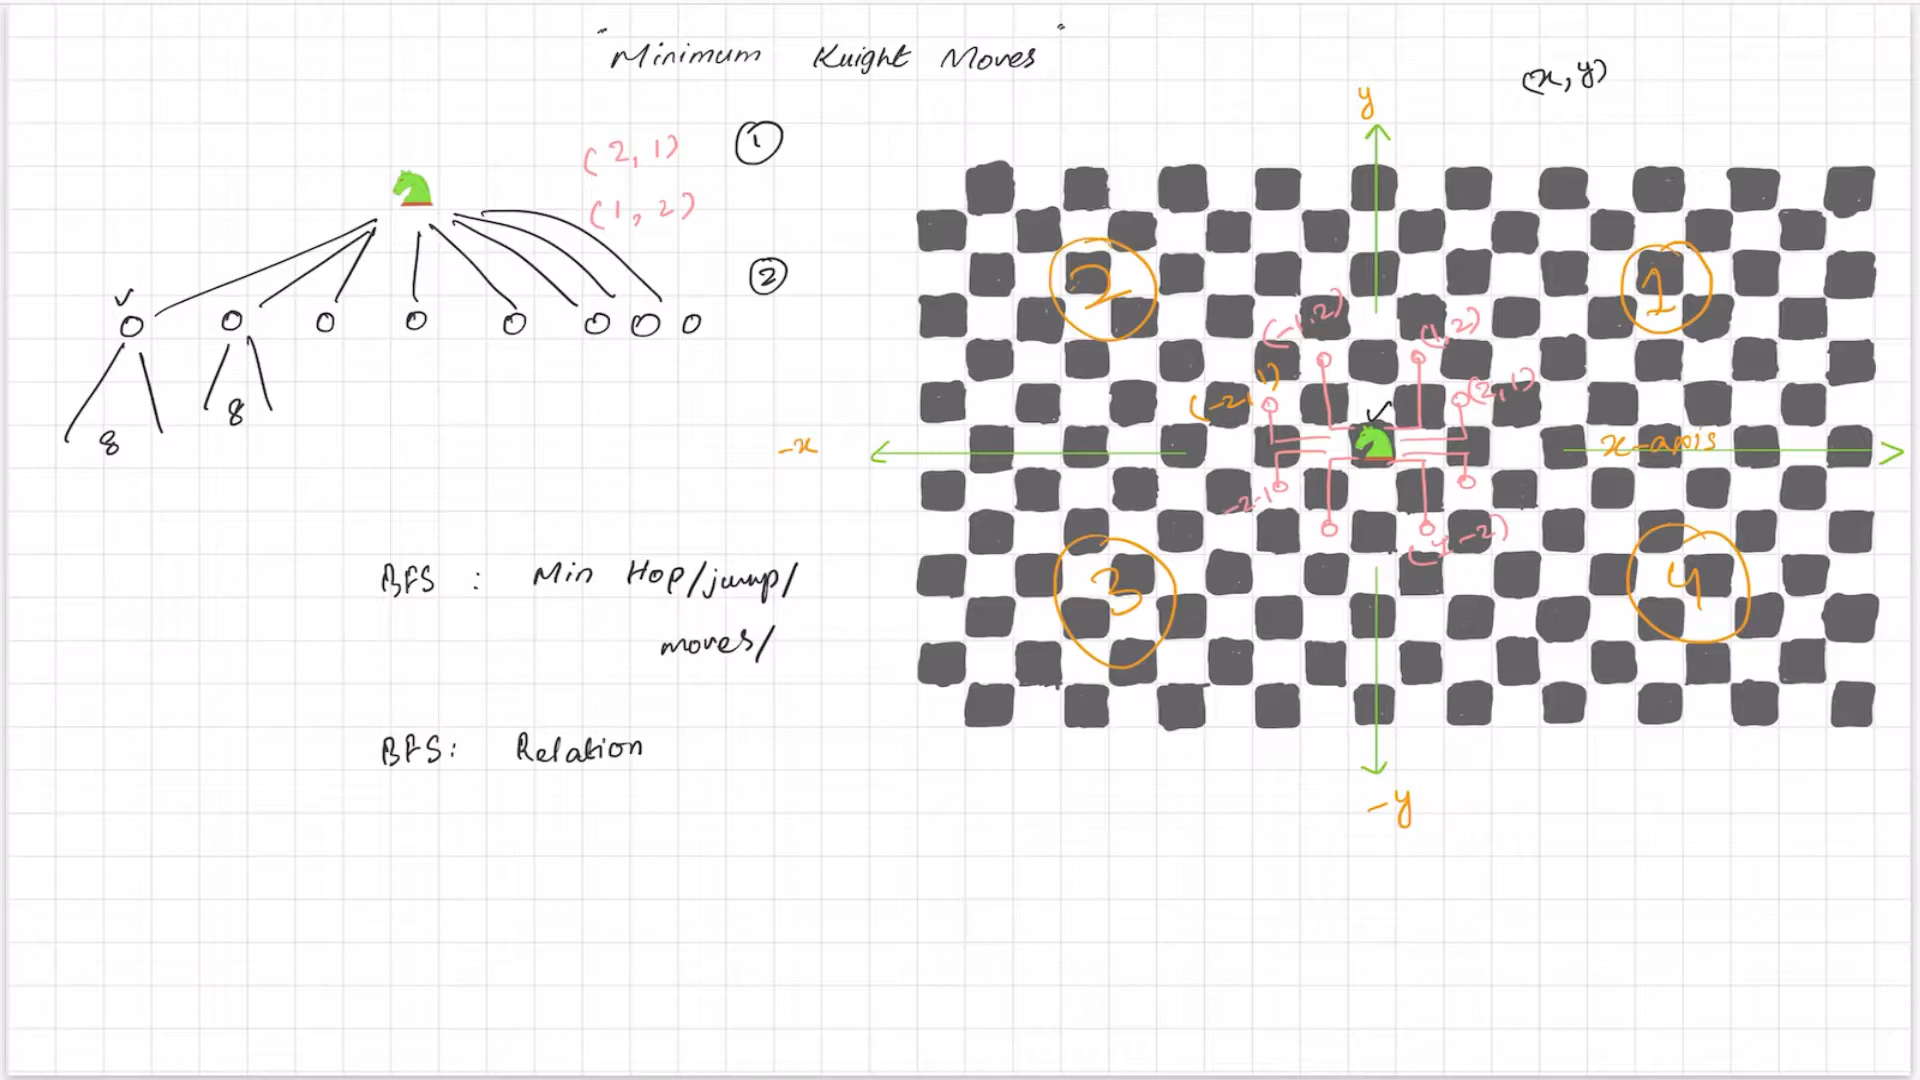 "Minimum Knight Moves"
(x, y)
y
(2, 1)
1
(1, 2)
2
8
8
BFS : Min Hop/jump/
moves/
BFS: Relation
2
1
(-1, 2)
(1, 2)
(-2, 1)
(2, 1)
-x
x-axis
-2-1
(1, -2)
3
4
-y